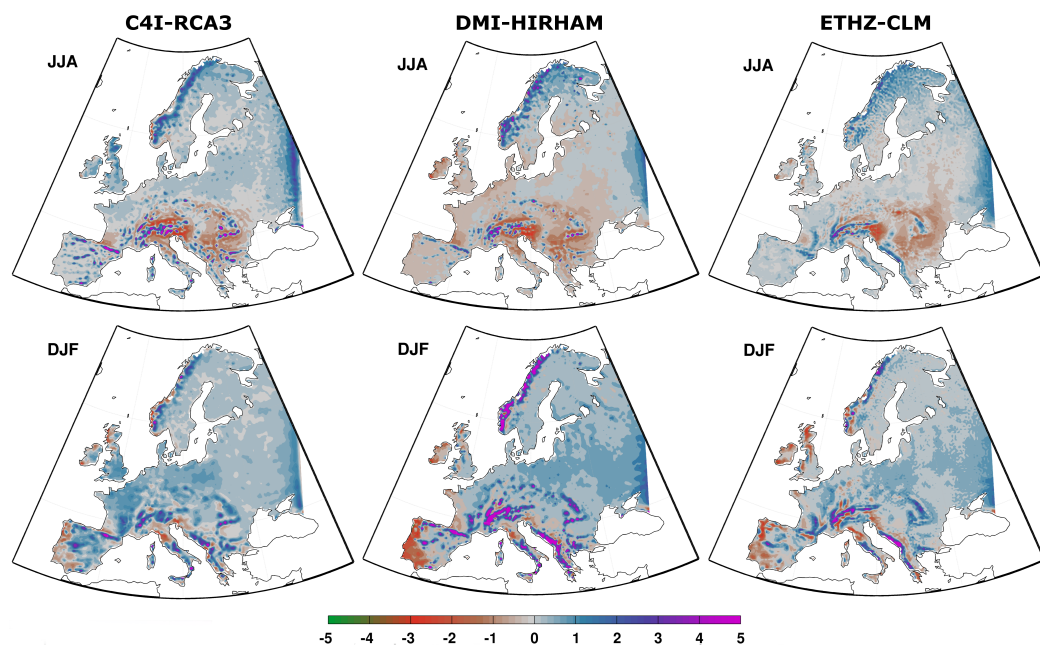 C4I-RCA3 DMI-HIRHAM ETHZ-CLM
JJA JJA JJA
DJF DJF DJF
-5 -4 -3 -2 -1 0 1 2 3 4 5